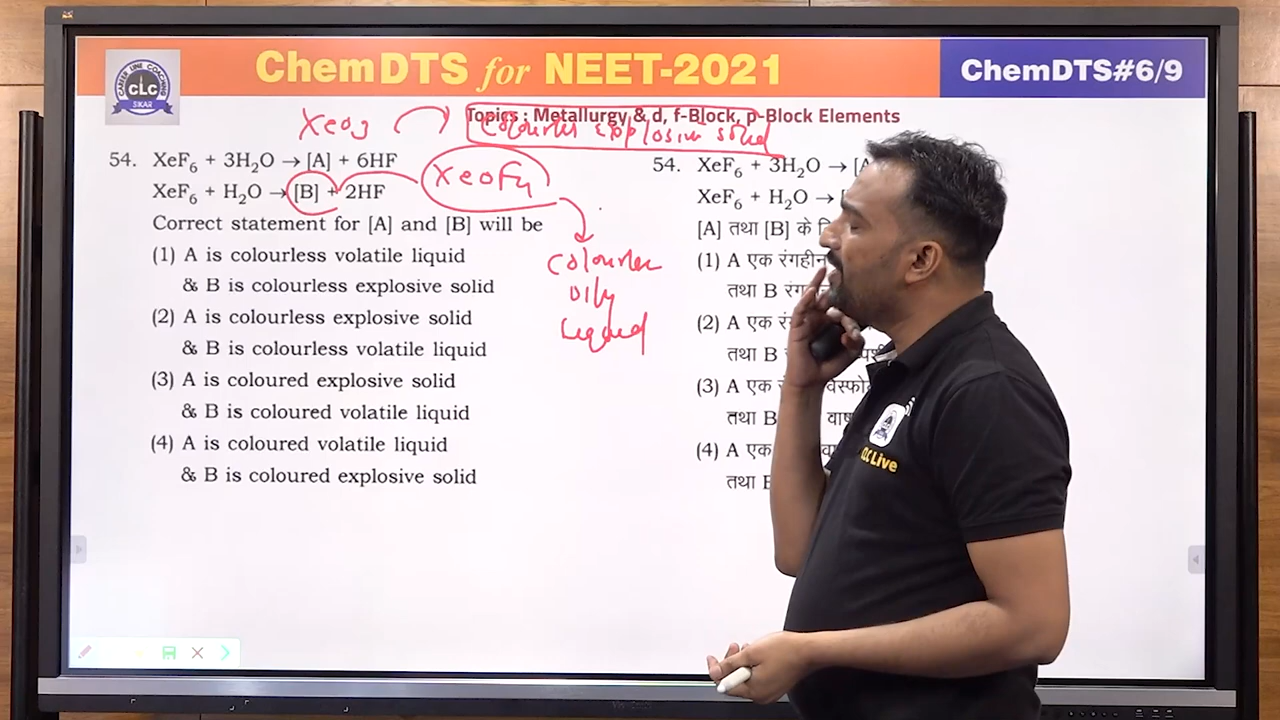 ChemDTS for NEET-2021
ChemDTS#6/9
CAREER LINE COACHING
CLC
SIKAR
Topics : Metallurgy & d, f-Block, p-Block Elements
XeO3
Colourless explosive solid
54. XeF6 + 3H2O → [A] + 6HF
XeF6 + H2O → [B] + 2HF
XeOF4
Colourless
oily
liquid
Correct statement for [A] and [B] will be
(1) A is colourless volatile liquid
& B is colourless explosive solid
(2) A is colourless explosive solid
& B is colourless volatile liquid
(3) A is coloured explosive solid
& B is coloured volatile liquid
(4) A is coloured volatile liquid
& B is coloured explosive solid
54. XeF6 + 3H2O →
XeF6 + H2O →
[A] तथा [B] के
(1) A एक रंगहीन
तथा B
(2) A एक
तथा B
(3) A एक
तथा B
(4) A एक
तथा
CLC Live